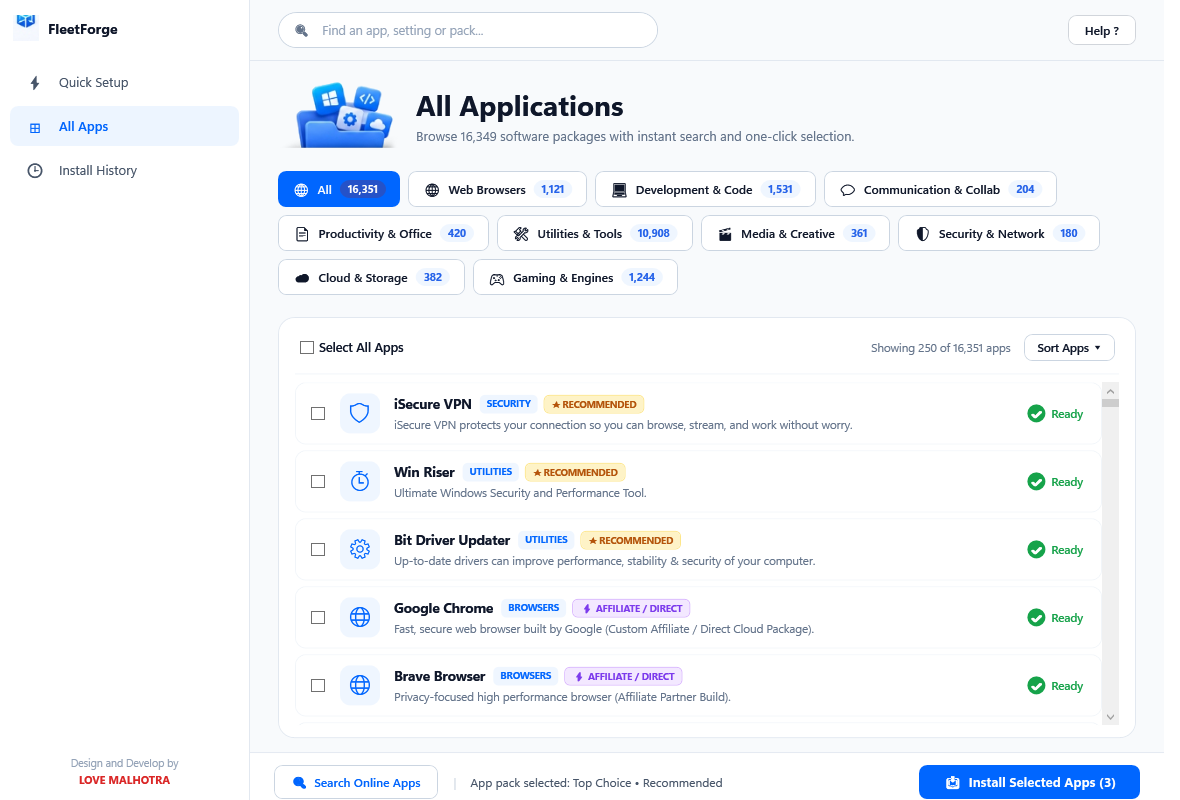 FleetForge
Find an app, setting or pack...
Help ?
Quick Setup
All Apps
Install History
All Applications
Browse 16,349 software packages with instant search and one-click selection.
All 16,351
Web Browsers 1,121
Development & Code 1,531
Communication & Collab 204
Productivity & Office 420
Utilities & Tools 10,908
Media & Creative 361
Security & Network 180
Cloud & Storage 382
Gaming & Engines 1,244
Select All Apps
Showing 250 of 16,351 apps
Sort Apps ▾
iSecure VPN SECURITY ★ RECOMMENDED
iSecure VPN protects your connection so you can browse, stream, and work without worry.
Ready
Win Riser UTILITIES ★ RECOMMENDED
Ultimate Windows Security and Performance Tool.
Ready
Bit Driver Updater UTILITIES ★ RECOMMENDED
Up-to-date drivers can improve performance, stability & security of your computer.
Ready
Google Chrome BROWSERS AFFILIATE / DIRECT
Fast, secure web browser built by Google (Custom Affiliate / Direct Cloud Package).
Ready
Brave Browser BROWSERS AFFILIATE / DIRECT
Privacy-focused high performance browser (Affiliate Partner Build).
Ready
Design and Develop by
LOVE MALHOTRA
Search Online Apps
| App pack selected: Top Choice • Recommended
Install Selected Apps (3)